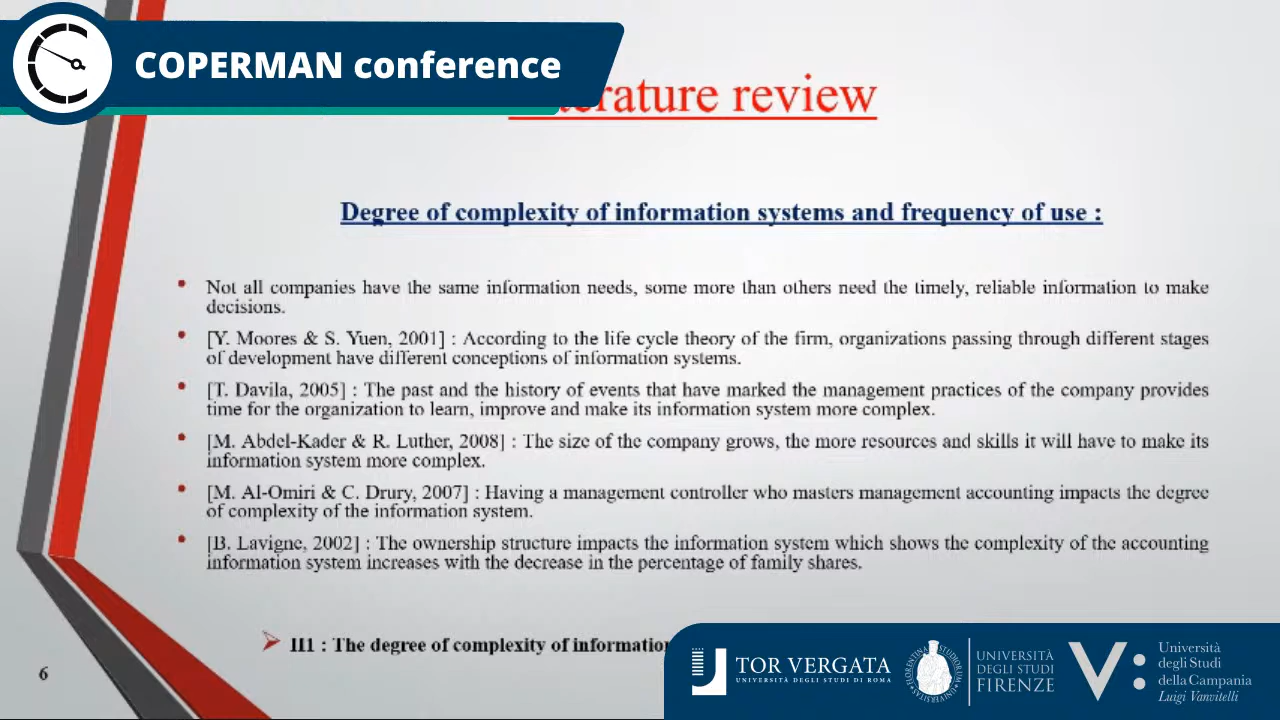 COPERMAN conference
erature review
Degree of complexity of information systems and frequency of use :
• Not all companies have the same information needs, some more than others need the timely, reliable information to make
decisions.
• [Y. Moores & S. Yuen, 2001] : According to the life cycle theory of the firm, organizations passing through different stages
of development have different conceptions of information systems.
• [T. Davila, 2005] : The past and the history of events that have marked the management practices of the company provides
time for the organization to learn, improve and make its information system more complex.
• [M. Abdel-Kader & R. Luther, 2008] : The size of the company grows, the more resources and skills it will have to make its
information system more complex.
• [M. Al-Omiri & C. Drury, 2007] : Having a management controller who masters management accounting impacts the degree
of complexity of the information system.
• [B. Lavigne, 2002] : The ownership structure impacts the information system which shows the complexity of the accounting
information system increases with the decrease in the percentage of family shares.
H1 : The degree of complexity of information
6
TOR VERGATA
UNIVERSITÀ DEGLI STUDI DI ROMA
UNIVERSITÀ
DEGLI STUDI
FIRENZE
V:
Università
degli Studi
della Campania
Luigi Vanvitelli